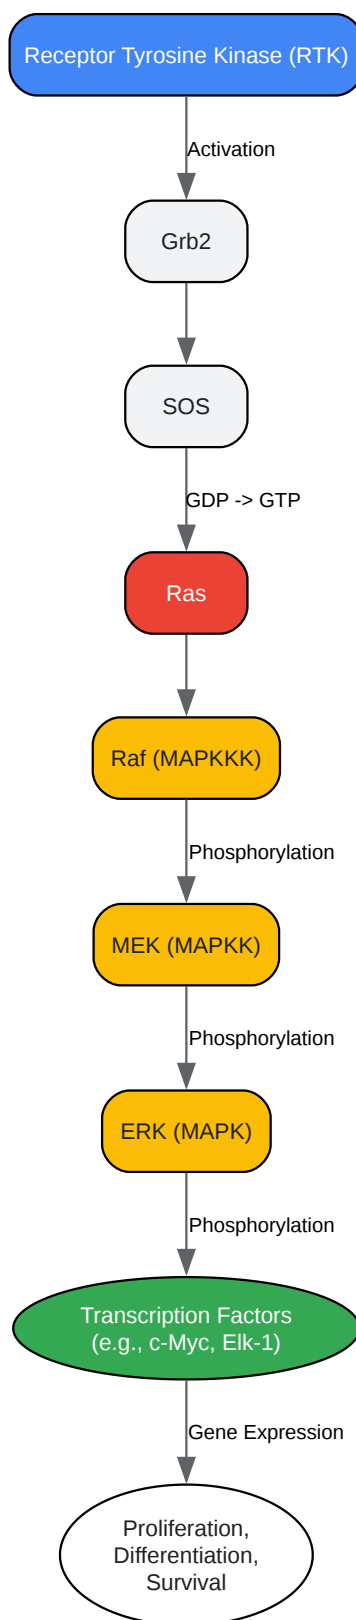 Receptor Tyrosine Kinase (RTK)
Activation
Grb2
SOS
GDP -> GTP
Ras
Raf (MAPKKK)
Phosphorylation
MEK (MAPKK)
Phosphorylation
ERK (MAPK)
Phosphorylation
Transcription Factors
(e.g., c-Myc, Elk-1)
Gene Expression
Proliferation,
Differentiation,
Survival